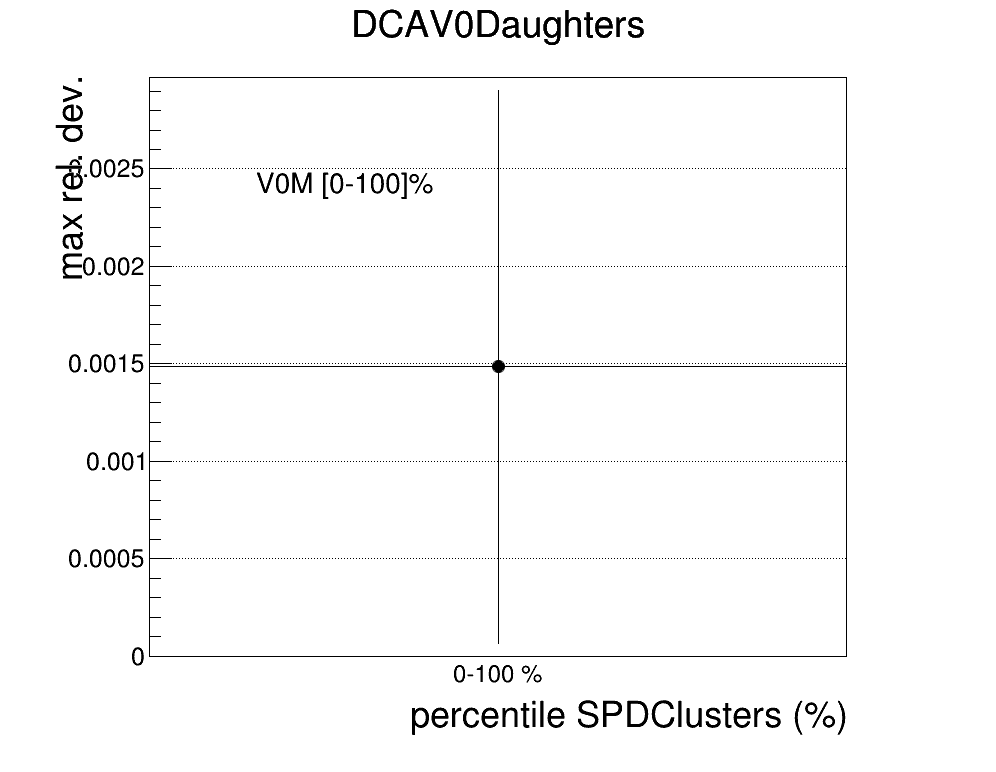 DCAV0Daughters
max rel. dev.
0.0025
V0M [0-100]%
0.002
0.0015
0.001
0.0005
0
0-100 %
percentile SPDClusters (%)